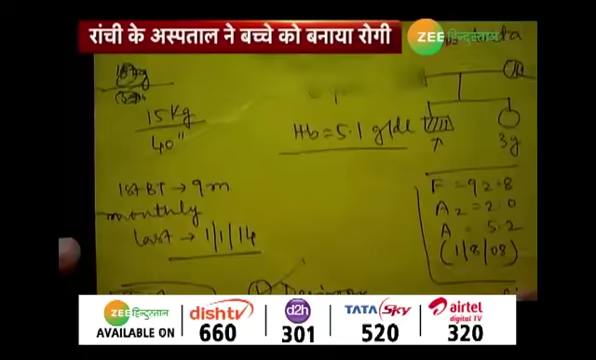 रांची के अस्पताल ने बच्चे को बनाया रोगी
ZEE हिन्दुस्तान
15 Kg
40"
Hb = 5.1 g/dl
3y
1st BT → 9m
monthly
last → 1/1/14
F = 92.8
A2 = 2.0
A = 5.2
(1/8/08)
ZEE हिन्दुस्तान
AVAILABLE ON
dishtv
660
d2h
301
TATA Sky
520
airtel
digital TV
320